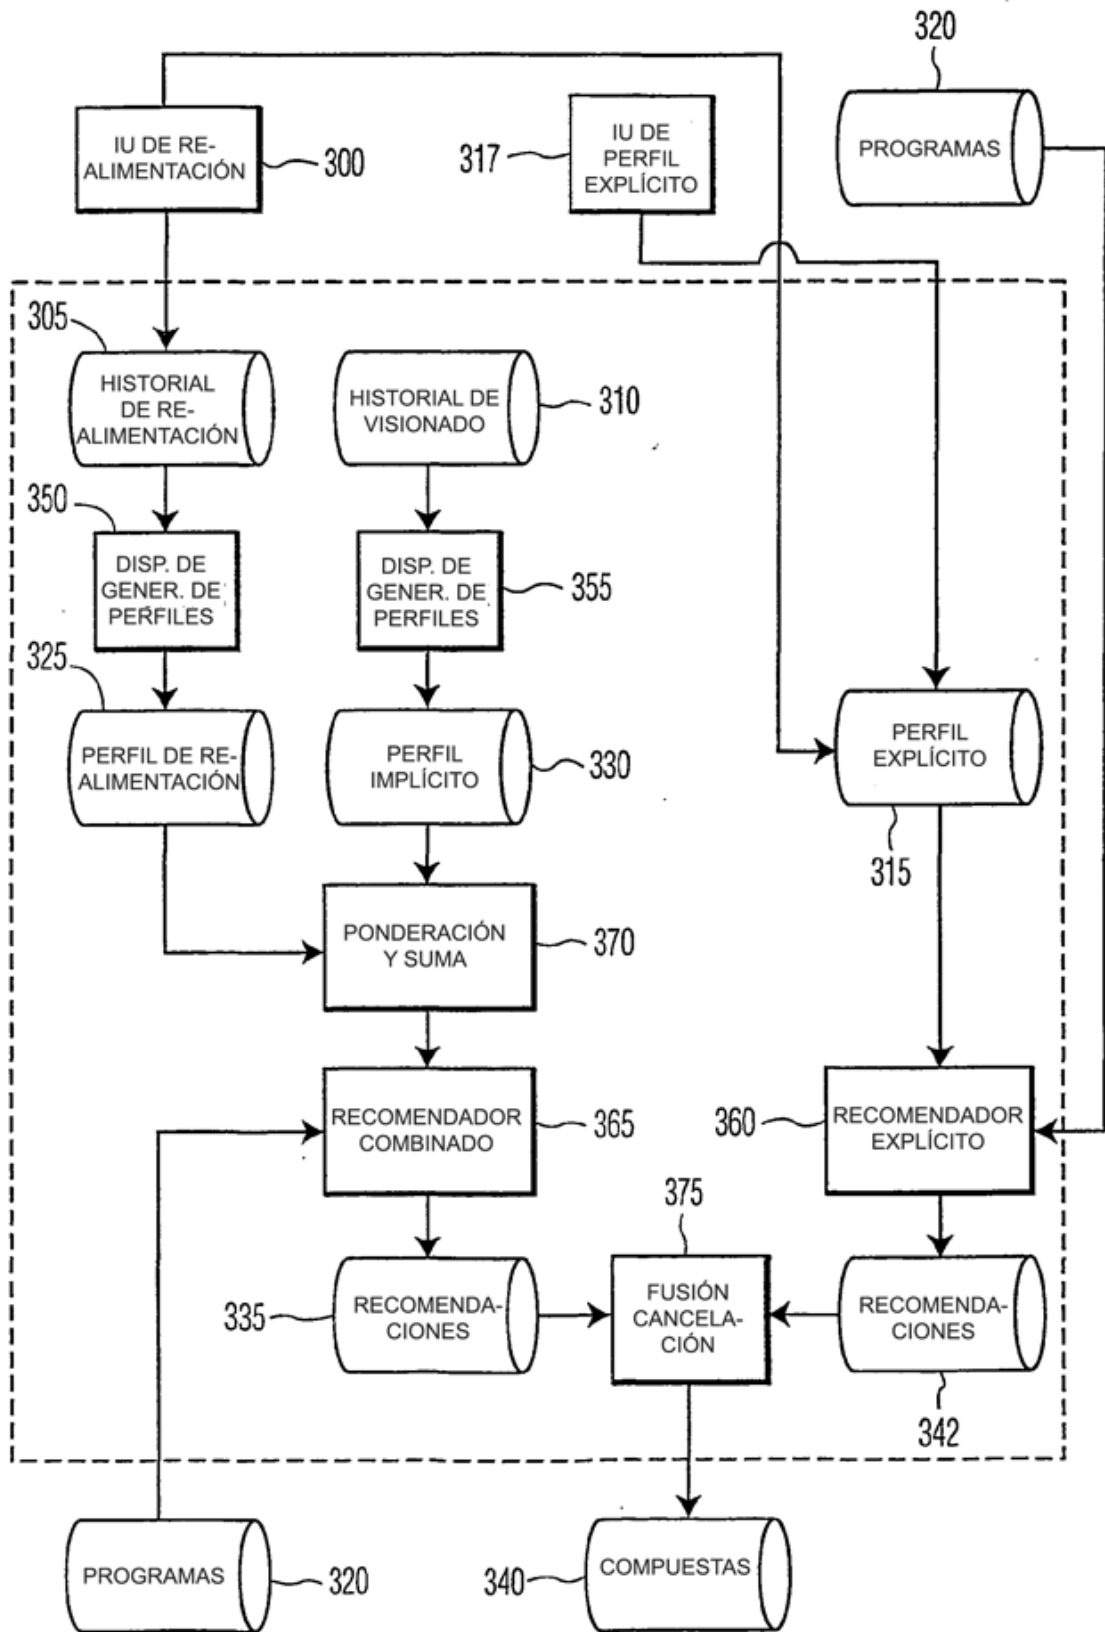 320
IU DE RE-
ALIMENTACIÓN
300
317
IU DE
PERFIL
EXPLÍCITO
PROGRAMAS
305
HISTORIAL
DE RE-
ALIMENTACIÓN
HISTORIAL DE
VISIONADO
310
350
DISP. DE
GENER. DE
PERFILES
DISP. DE
GENER. DE
PERFILES
355
325
PERFIL DE RE-
ALIMENTACIÓN
PERFIL
IMPLÍCITO
330
PERFIL
EXPLÍCITO
315
PONDERACIÓN
Y SUMA
370
RECOMENDADOR
COMBINADO
365
360
RECOMENDADOR
EXPLÍCITO
375
335
RECOMENDA-
CIONES
FUSIÓN
CANCELA-
CIÓN
RECOMENDA-
CIONES
342
PROGRAMAS
320
340
COMPUESTAS